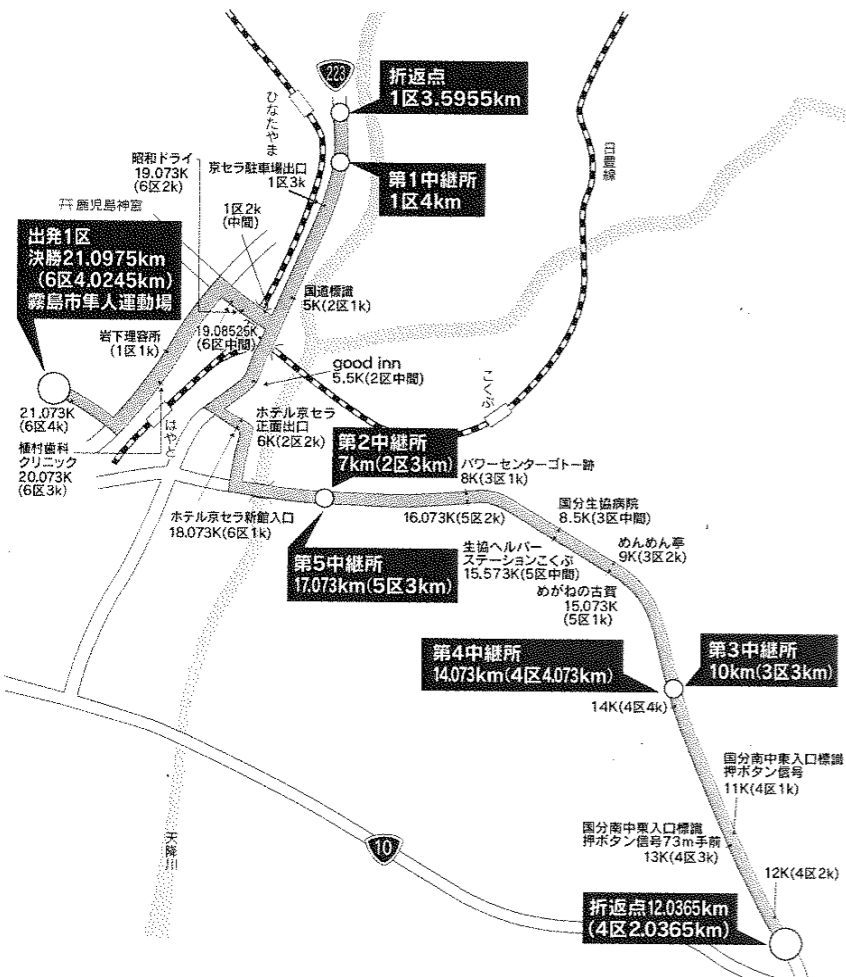 223
折返点
1区3.5955km
ひなたやま
日豊線
昭和ドライ
19.073K
(6区2k)
京セラ駐車場出口
1区3k
第1中継所
1区4km
鹿児島神宮
1区2k
(中間)
出発1区
決勝21.0975km
(6区4.0245km)
霧島市隼人運動場
国道標識
5K(2区1k)
岩下理容所
(1区1k)
19.08525K
(6区中間)
good inn
5.5K(2区中間)
こくぶ
21.073K
(6区4k)
はやと
ホテル京セラ
正面出口
6K(2区2k)
植村歯科
クリニック
20.073K
(6区3k)
第2中継所
7km(2区3km)
パワーセンターゴトー跡
8K(3区1k)
ホテル京セラ新館入口
18.073K(6区1k)
16.073K(5区2k)
国分生協病院
8.5K(3区中間)
第5中継所
17.073km(5区3km)
生協ヘルパー
ステーションこくぶ
15.573K(5区中間)
めんめん亭
9K(3区2k)
めがねの古賀
15.073K
(5区1k)
第4中継所
14.073km(4区4.073km)
第3中継所
10km(3区3km)
14K(4区4k)
国分南中東入口標識
押ボタン信号
11K(4区1k)
国分南中東入口標識
押ボタン信号73m手前
13K(4区3k)
天降川
10
12K(4区2k)
折返点12.0365km
(4区2.0365km)